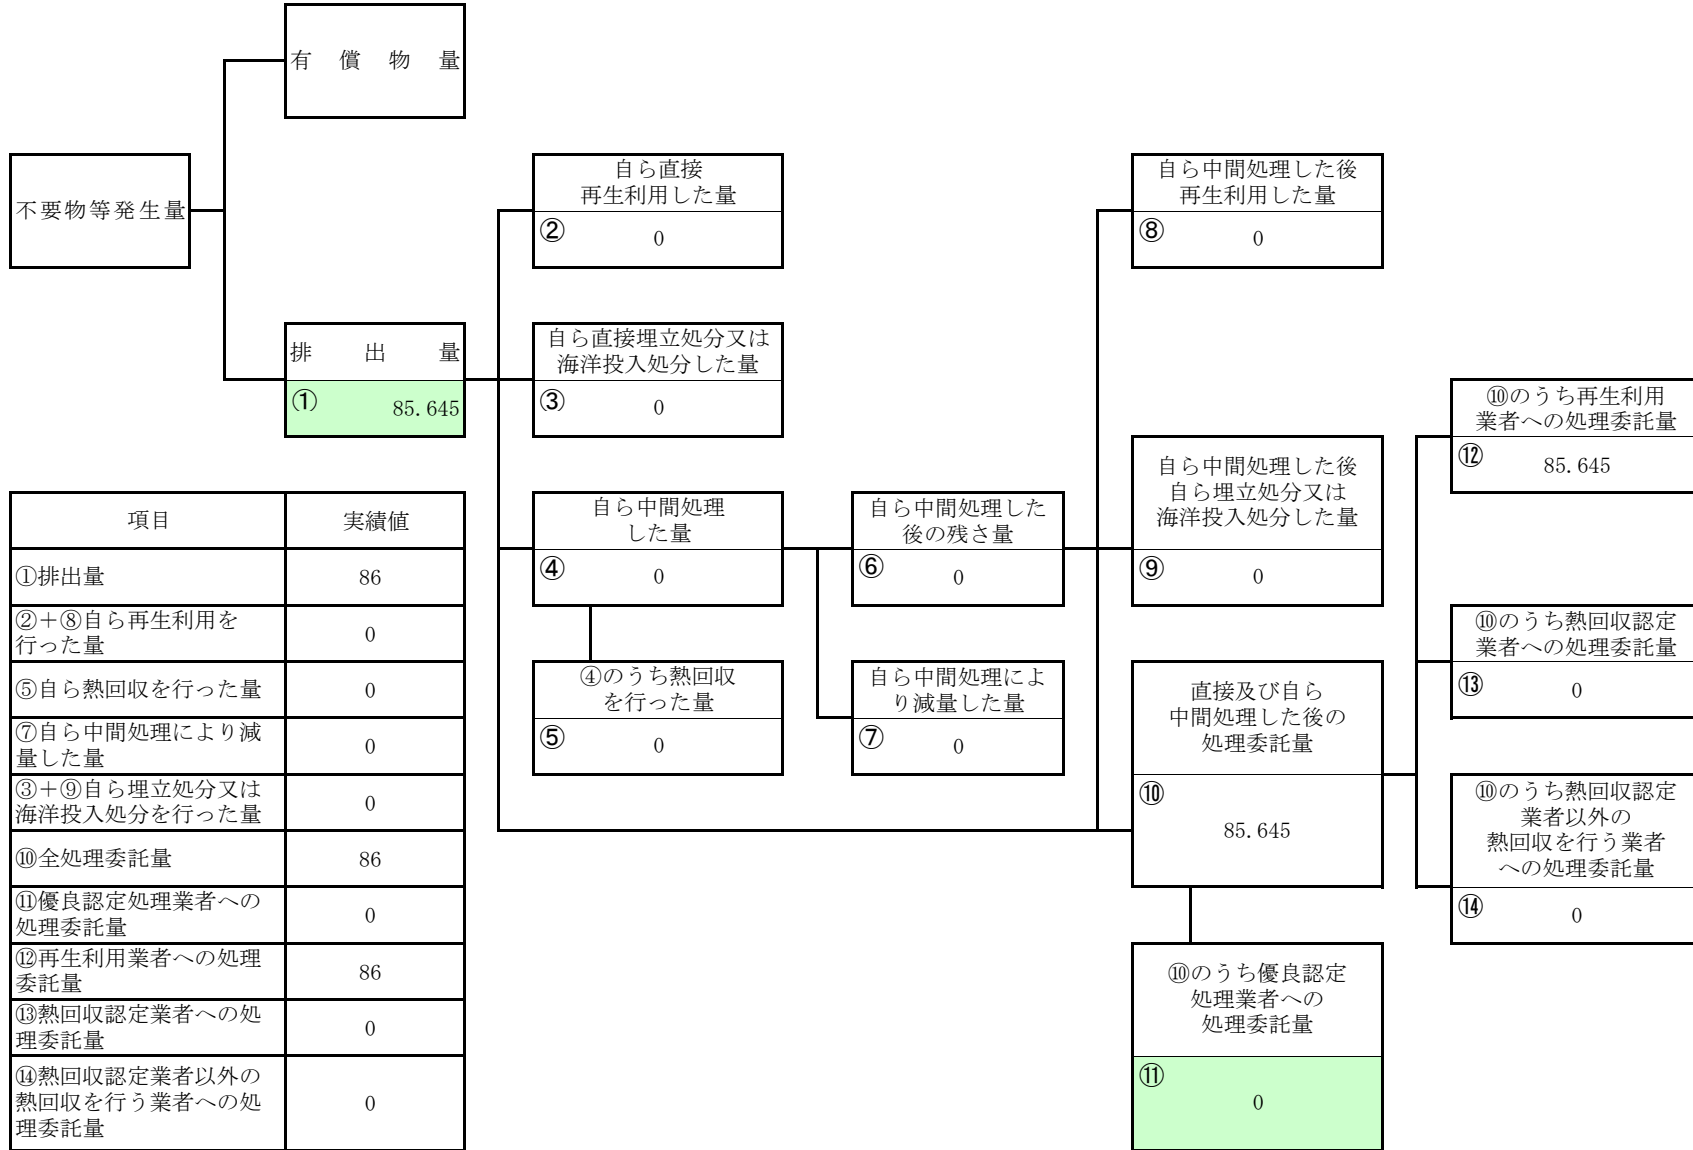 有償物量
不要物等発生量
排出量
① 85.645
自ら直接
再生利用した量
② 0
自ら直接埋立処分又は
海洋投入処分した量
③ 0
自ら中間処理
した量
④ 0
④のうち熱回収
を行った量
⑤ 0
自ら中間処理した
後の残さ量
⑥ 0
自ら中間処理によ
り減量した量
⑦ 0
自ら中間処理した後
再生利用した量
⑧ 0
自ら中間処理した後
自ら埋立処分又は
海洋投入処分した量
⑨ 0
直接及び自ら
中間処理した後の
処理委託量
⑩
85.645
⑩のうち優良認定
処理業者への
処理委託量
⑪
0
⑩のうち再生利用
業者への処理委託量
⑫ 85.645
⑩のうち熱回収認定
業者への処理委託量
⑬ 0
⑩のうち熱回収認定
業者以外の
熱回収を行う業者
への処理委託量
⑭ 0
項目 実績値
①排出量 86
②+⑧自ら再生利用を
行った量 0
⑤自ら熱回収を行った量 0
⑦自ら中間処理により減
量した量 0
③+⑨自ら埋立処分又は
海洋投入処分を行った量 0
⑩全処理委託量 86
⑪優良認定処理業者への
処理委託量 0
⑫再生利用業者への処理
委託量 86
⑬熱回収認定業者への処
理委託量 0
⑭熱回収認定業者以外の
熱回収を行う業者への処
理委託量 0